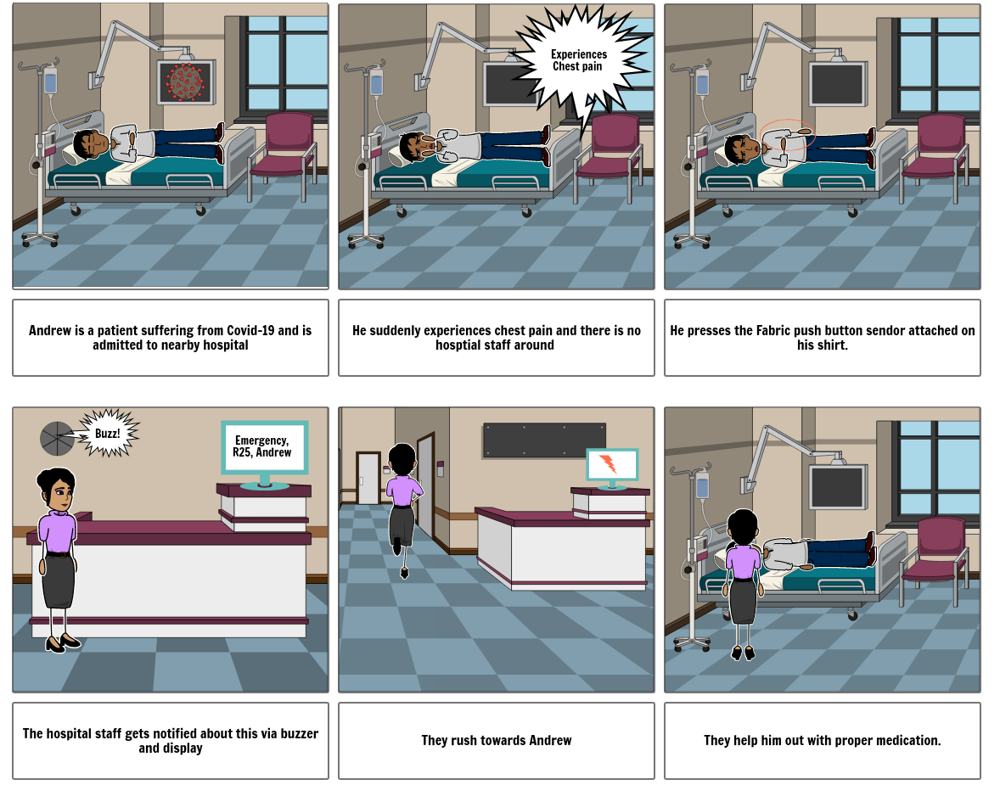 Experiences
Chest pain
Andrew is a patient suffering from Covid-19 and is
admitted to nearby hospital
He suddenly experiences chest pain and there is no
hosptial staff around
He presses the Fabric push button sendor attached on
his shirt.
Buzz!
Emergency,
R25, Andrew
The hospital staff gets notified about this via buzzer
and display
They rush towards Andrew
They help him out with proper medication.